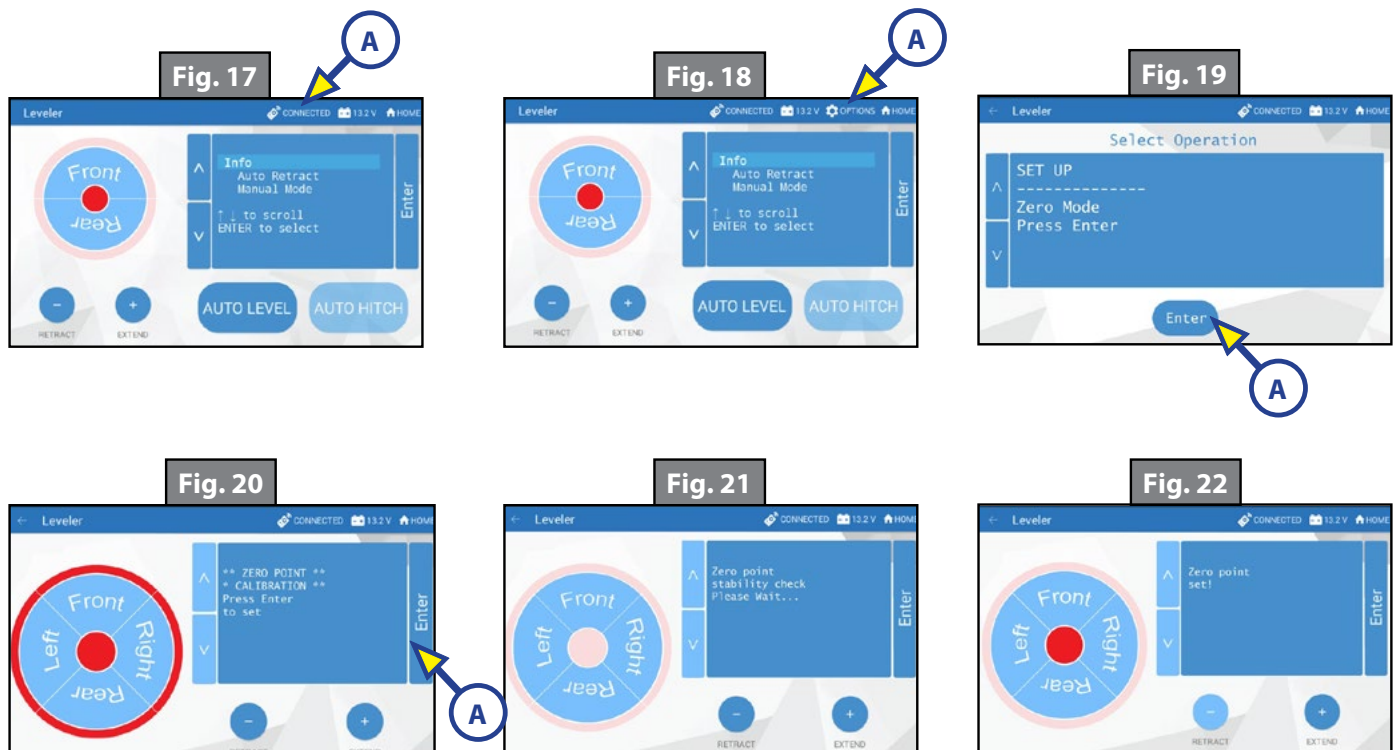 A
A
Fig. 17
Fig. 18
Fig. 19
Leveler
CONNECTED 13.2 V HOME
Front
Rear
^
v
Info
Auto Retract
Manual Mode
↑ ↓ to scroll
ENTER to select
Enter
-
+
RETRACT
EXTEND
AUTO LEVEL
AUTO HITCH
Leveler
CONNECTED 13.2 V OPTIONS HOME
Front
Rear
^
v
Info
Auto Retract
Manual Mode
↑ ↓ to scroll
ENTER to select
Enter
-
+
RETRACT
EXTEND
AUTO LEVEL
AUTO HITCH
← Leveler
CONNECTED 13.2 V HOME
Select Operation
^
v
SET UP
--------------
Zero Mode
Press Enter
Enter
A
Fig. 20
Fig. 21
Fig. 22
← Leveler
CONNECTED 13.2 V HOME
Front
Left
Right
Rear
^
v
** ZERO POINT **
* CALIBRATION **
Press Enter
to set
Enter
A
-
+
← Leveler
CONNECTED 13.2 V HOME
Front
Left
Right
Rear
^
v
Zero point
stability check
Please Wait...
Enter
-
+
RETRACT
EXTEND
← Leveler
CONNECTED 13.2 V HOME
Front
Left
Right
Rear
^
v
Zero point
set!
Enter
-
+
RETRACT
EXTEND